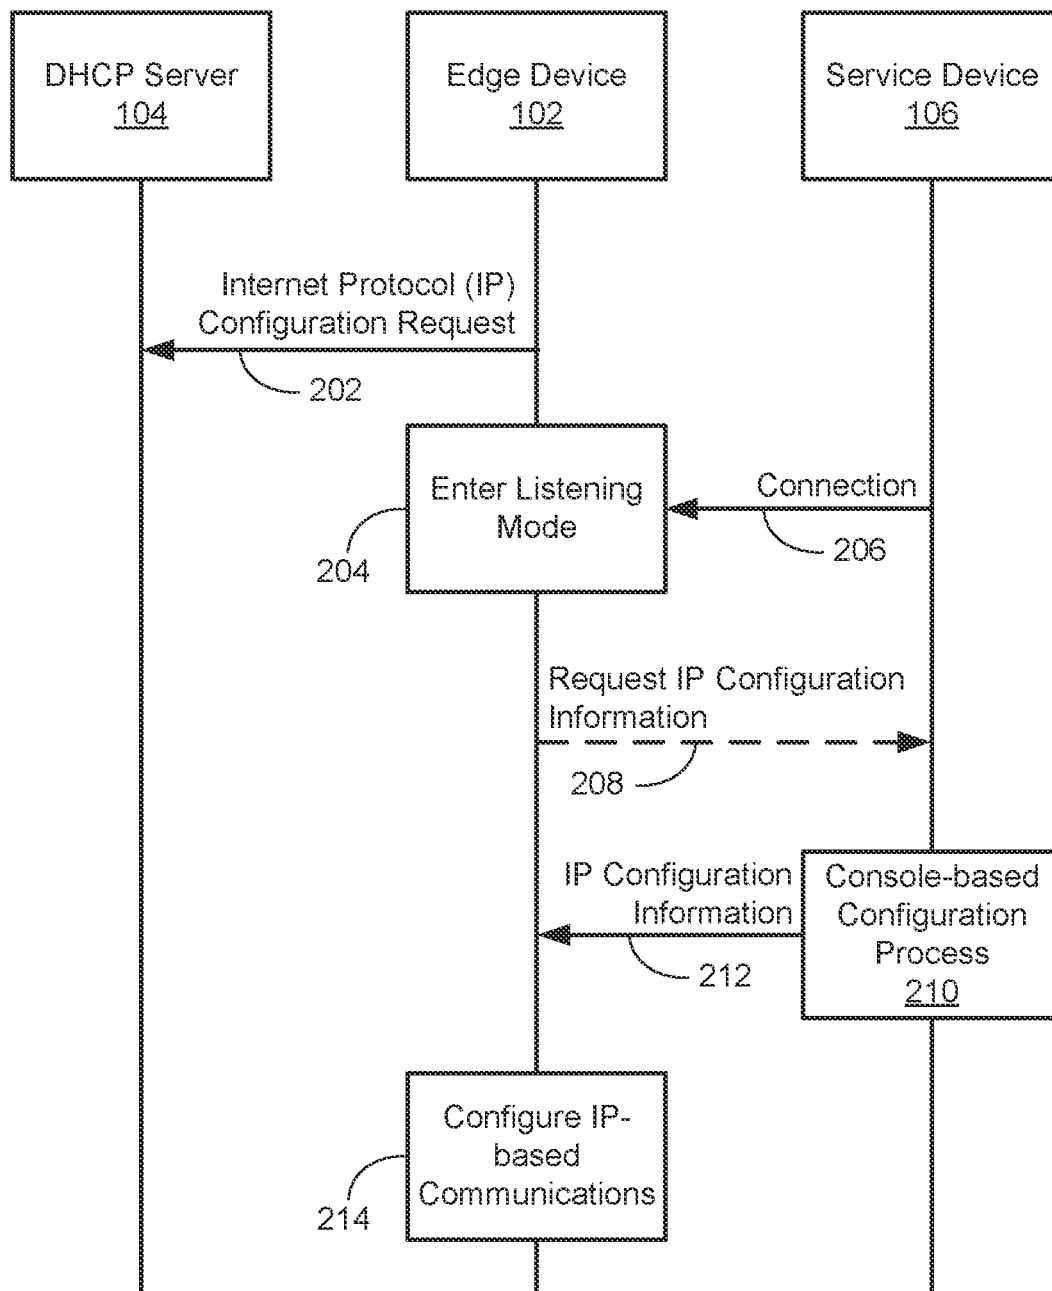 DHCP Server
104
Edge Device
102
Service Device
106
Internet Protocol (IP)
Configuration Request
202
Enter Listening
Mode
204
Connection
206
Request IP Configuration
Information
208
IP Configuration
Information
212
Console-based
Configuration
Process
210
Configure IP-
based
Communications
214